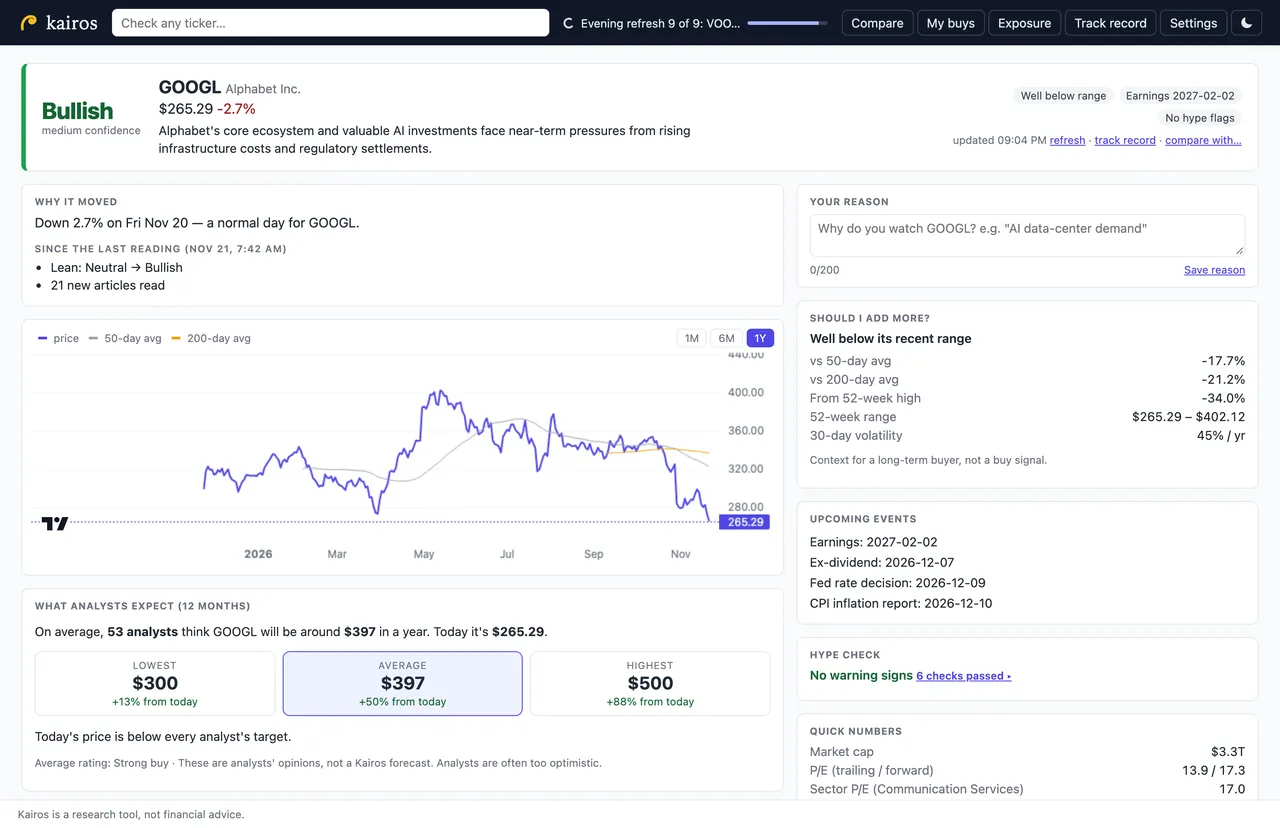 kairos
Check any ticker...
Evening refresh 9 of 9: VOO...
Compare
My buys
Exposure
Track record
Settings
Bullish
medium confidence
GOOGL Alphabet Inc.
$265.29 -2.7%
Alphabet's core ecosystem and valuable AI investments face near-term pressures from rising
infrastructure costs and regulatory settlements.
Well below range
Earnings 2027-02-02
No hype flags
updated 09:04 PM refresh · track record · compare with...
WHY IT MOVED
Down 2.7% on Fri Nov 20 — a normal day for GOOGL.
SINCE THE LAST READING (NOV 21, 7:42 AM)
• Lean: Neutral → Bullish
• 21 new articles read
price
50-day avg
200-day avg
1M
6M
1Y
440.00
400.00
360.00
320.00
280.00
265.29
2026
Mar
May
Jul
Sep
Nov
WHAT ANALYSTS EXPECT (12 MONTHS)
On average, 53 analysts think GOOGL will be around $397 in a year. Today it's $265.29.
LOWEST
$300
+13% from today
AVERAGE
$397
+50% from today
HIGHEST
$500
+88% from today
Today's price is below every analyst's target.
Average rating: Strong buy · These are analysts' opinions, not a Kairos forecast. Analysts are often too optimistic.
YOUR REASON
Why do you watch GOOGL? e.g. "AI data-center demand"
0/200
Save reason
SHOULD I ADD MORE?
Well below its recent range
vs 50-day avg -17.7%
vs 200-day avg -21.2%
From 52-week high -34.0%
52-week range $265.29 – $402.12
30-day volatility 45% / yr
Context for a long-term buyer, not a buy signal.
UPCOMING EVENTS
Earnings: 2027-02-02
Ex-dividend: 2026-12-07
Fed rate decision: 2026-12-09
CPI inflation report: 2026-12-10
HYPE CHECK
No warning signs 6 checks passed ▸
QUICK NUMBERS
Market cap $3.3T
P/E (trailing / forward) 13.9 / 17.3
Sector P/E (Communication Services) 17.0
Kairos is a research tool, not financial advice.